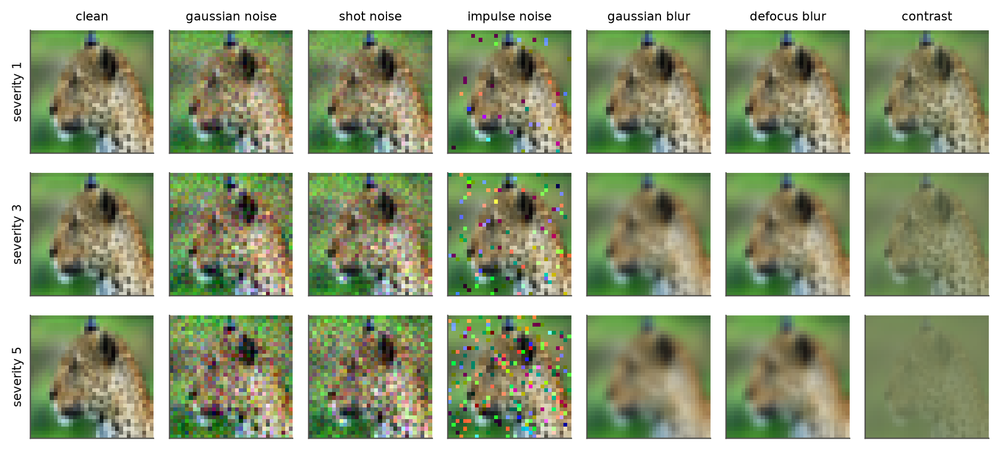 clean gaussian noise shot noise impulse noise gaussian blur defocus blur contrast
severity 1
severity 3
severity 5